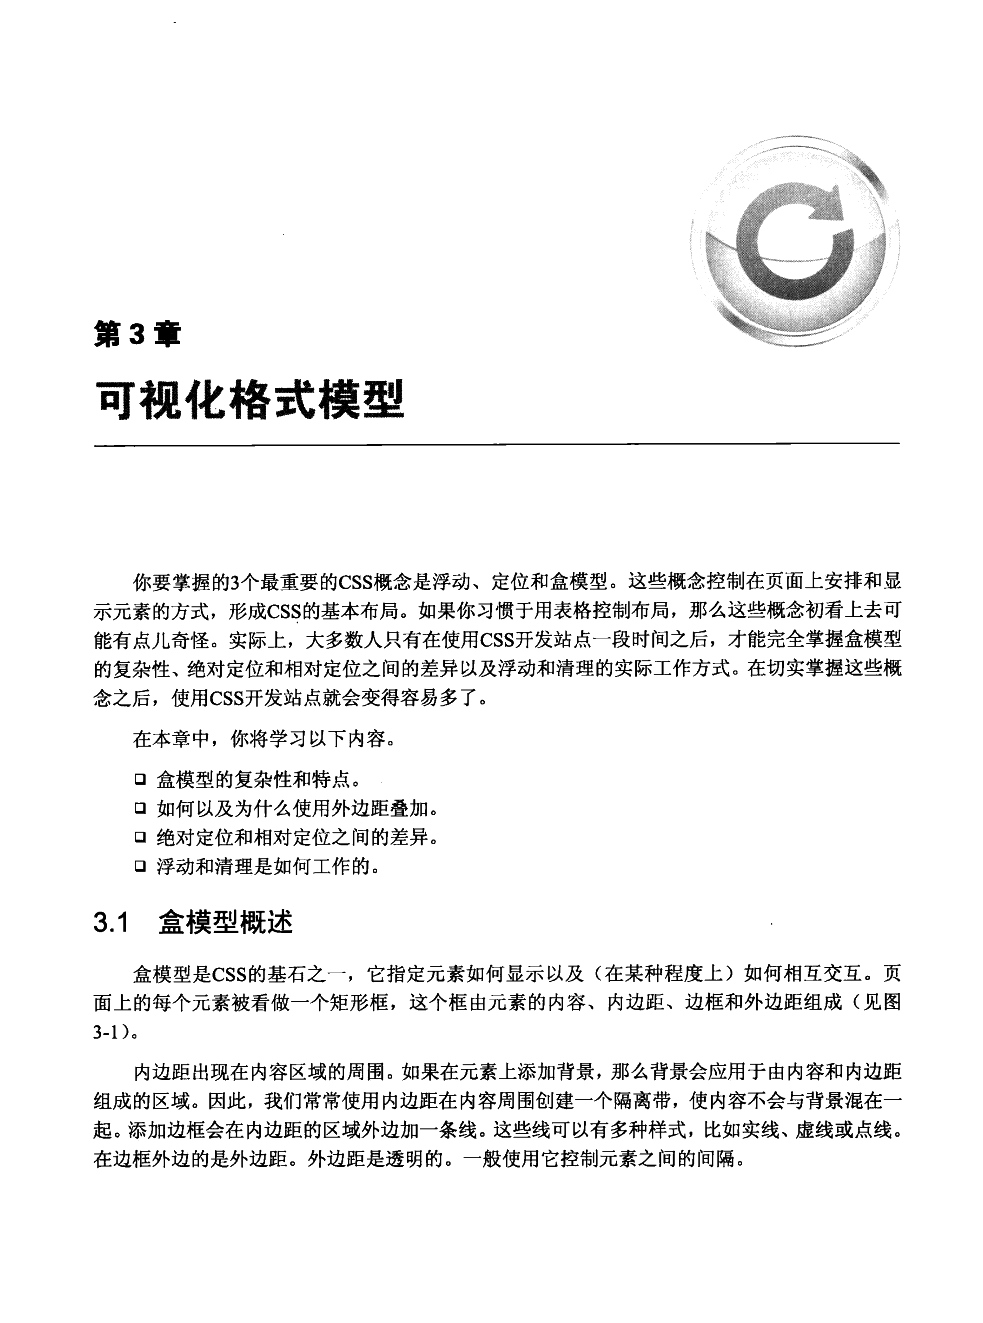 第 3 章
可视化格式模型
你要掌握的3个最重要的CSS概念是浮动、定位和盒模型。这些概念控制在页面上安排和显
示元素的方式，形成CSS的基本布局。如果你习惯于用表格控制布局，那么这些概念初看上去可
能有点儿奇怪。实际上，大多数人只有在使用CSS开发站点一段时间之后，才能完全掌握盒模型
的复杂性、绝对定位和相对定位之间的差异以及浮动和清理的实际工作方式。在切实掌握这些概
念之后，使用CSS开发站点就会变得容易多了。
在本章中，你将学习以下内容。
❑ 盒模型的复杂性和特点。
❑ 如何以及为什么使用外边距叠加。
❑ 绝对定位和相对定位之间的差异。
❑ 浮动和清理是如何工作的。
3.1 盒模型概述
盒模型是CSS的基石之一，它指定元素如何显示以及（在某种程度上）如何相互交互。页
面上的每个元素被看做一个矩形框，这个框由元素的内容、内边距、边框和外边距组成（见图
3-1）。
内边距出现在内容区域的周围。如果在元素上添加背景，那么背景会应用于由内容和内边距
组成的区域。因此，我们常常使用内边距在内容周围创建一个隔离带，使内容不会与背景混在一
起。添加边框会在内边距的区域外边加一条线。这些线可以有多种样式，比如实线、虚线或点线。
在边框外边的是外边距。外边距是透明的。一般使用它控制元素之间的间隔。